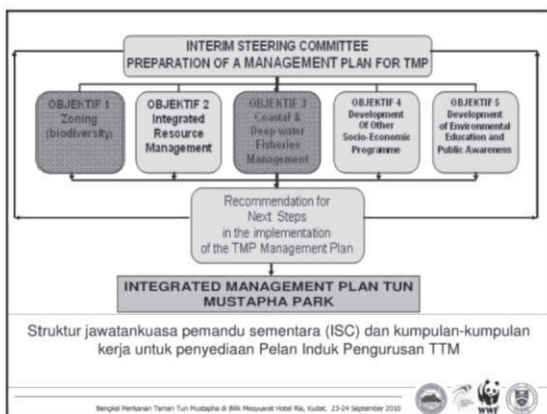 INTERIM STEERING COMMITTEE
PREPARATION OF A MANAGEMENT PLAN FOR TMP
OBJEKTIF 1
Zoning
(biodiversity)
OBJEKTIF 2
Integrated
Resource
Management
OBJEKTIF 3
Coastal &
Deep water
Fisheries
Management
OBJEKTIF 4
Development
Of Other
Socio-Economic
Programme
OBJEKTIF 5
Development
of Environmental
Education and
Public Awareness
Recommendation for
Next Steps
in the implementation
of the TMP Management Plan
INTEGRATED MANAGEMENT PLAN TUN
MUSTAPHA PARK
Struktur jawatankuasa pemandu sementara (ISC) dan kumpulan-kumpulan
kerja untuk penyediaan Pelan Induk Pengurusan TTM
Bengkel Perikanan Taman Tun Mustapha di Bilik Mesyuarat Hotel Ria, Kudat. 23-24 September 2010
WWF